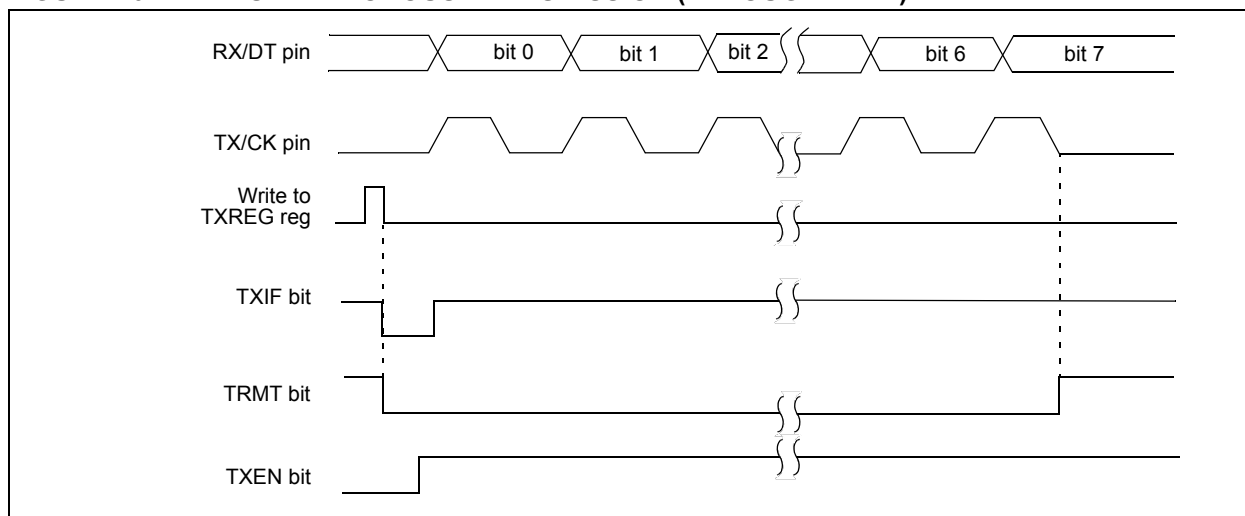 RX/DT pin
bit 0
bit 1
bit 2
bit 6
bit 7
TX/CK pin
Write to
TXREG reg
TXIF bit
TRMT bit
TXEN bit